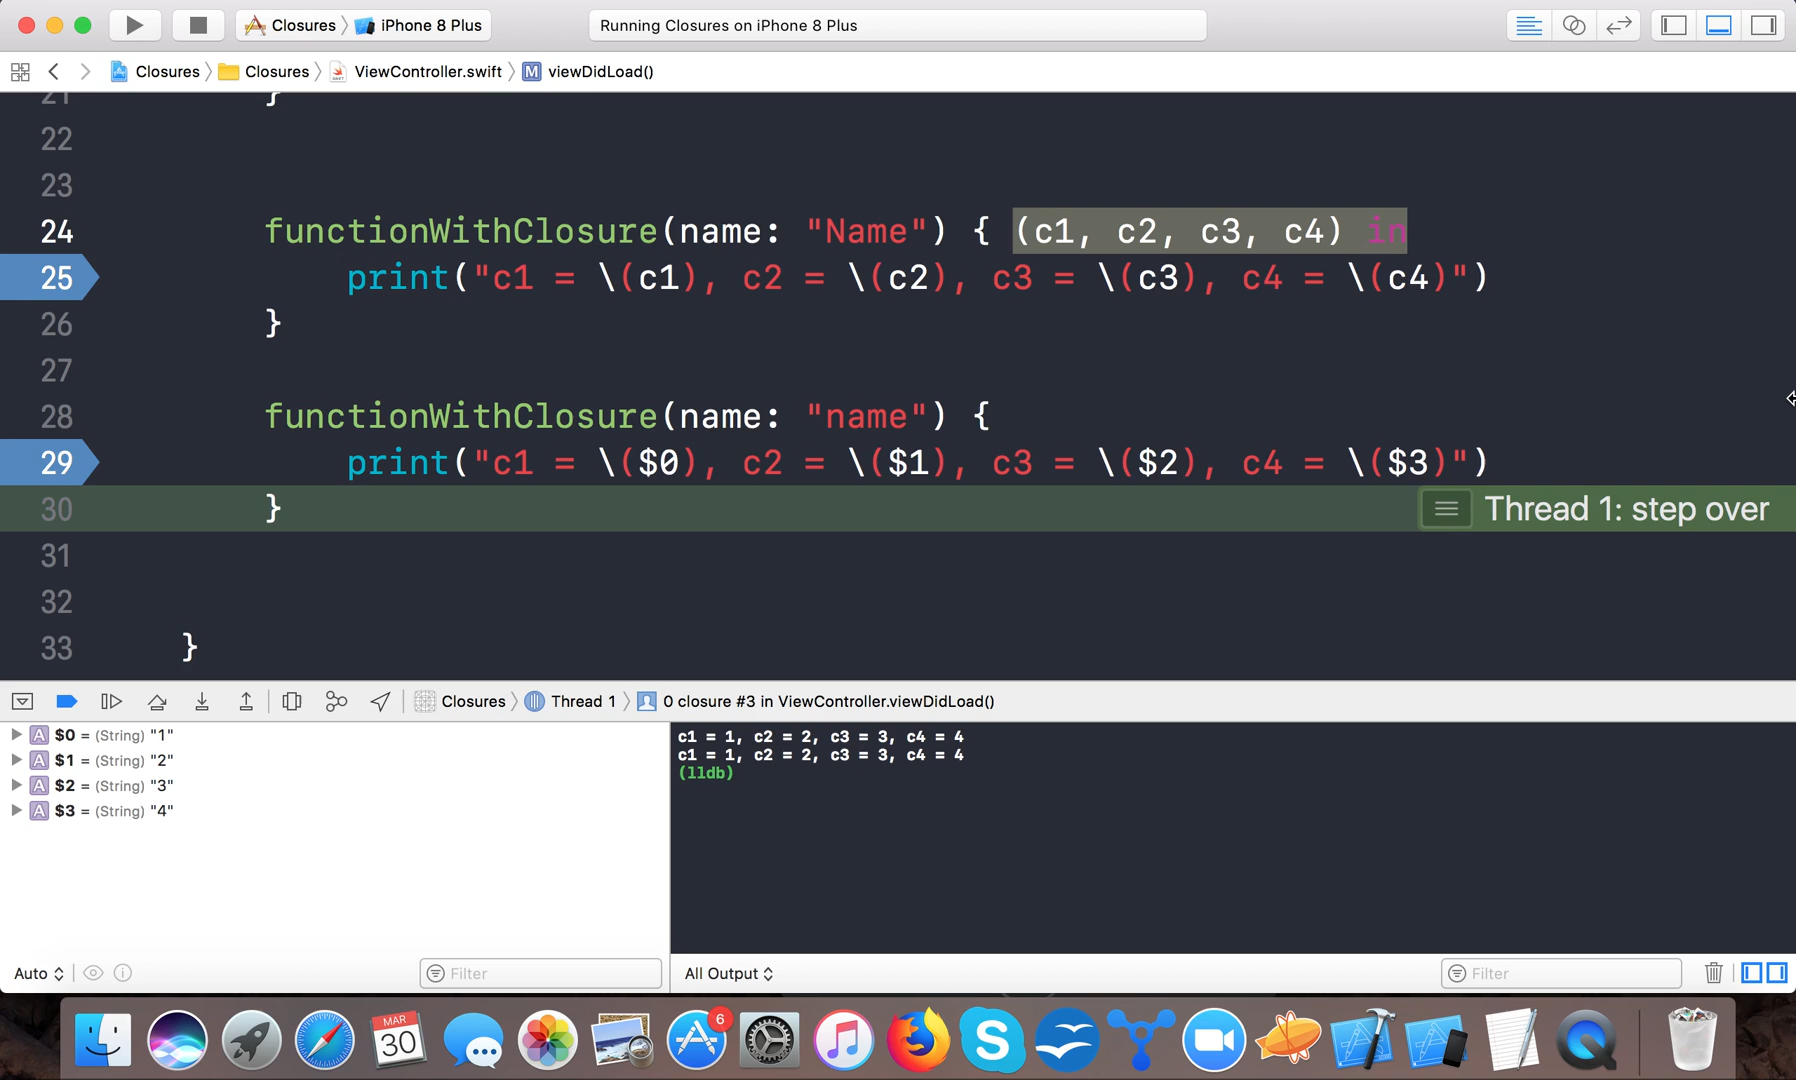 Closures iPhone 8 Plus Running Closures on iPhone 8 Plus
Closures Closures ViewController.swift M viewDidLoad()
21 }
22
23
24 functionWithClosure(name: "Name") { (c1, c2, c3, c4) in
25 print("c1 = \(c1), c2 = \(c2), c3 = \(c3), c4 = \(c4)")
26 }
27
28 functionWithClosure(name: "name") {
29 print("c1 = \($0), c2 = \($1), c3 = \($2), c4 = \($3)")
30 } Thread 1: step over
31
32
33 }
Closures Thread 1 0 closure #3 in ViewController.viewDidLoad()
A $0 = (String) "1"
A $1 = (String) "2"
A $2 = (String) "3"
A $3 = (String) "4"
c1 = 1, c2 = 2, c3 = 3, c4 = 4
c1 = 1, c2 = 2, c3 = 3, c4 = 4
(lldb)
Auto Filter All Output Filter
MAR
30
6
S